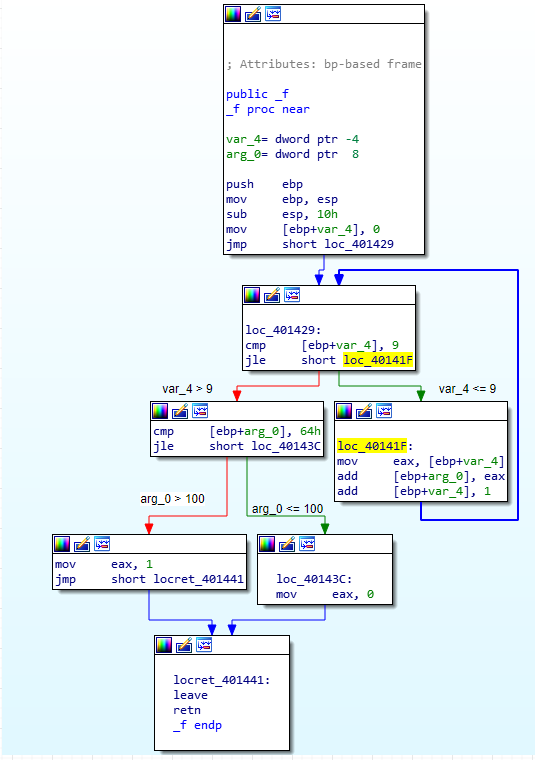 ; Attributes: bp-based frame
public _f
_f proc near
var_4= dword ptr -4
arg_0= dword ptr  8
push    ebp
mov     ebp, esp
sub     esp, 10h
mov     [ebp+var_4], 0
jmp     short loc_401429
loc_401429:
cmp     [ebp+var_4], 9
jle     short loc_40141F
var_4 > 9
var_4 <= 9
cmp     [ebp+arg_0], 64h
jle     short loc_40143C
loc_40141F:
mov     eax, [ebp+var_4]
add     [ebp+arg_0], eax
add     [ebp+var_4], 1
arg_0 > 100
arg_0 <= 100
mov     eax, 1
jmp     short locret_401441
loc_40143C:
mov     eax, 0
locret_401441:
leave
retn
_f endp